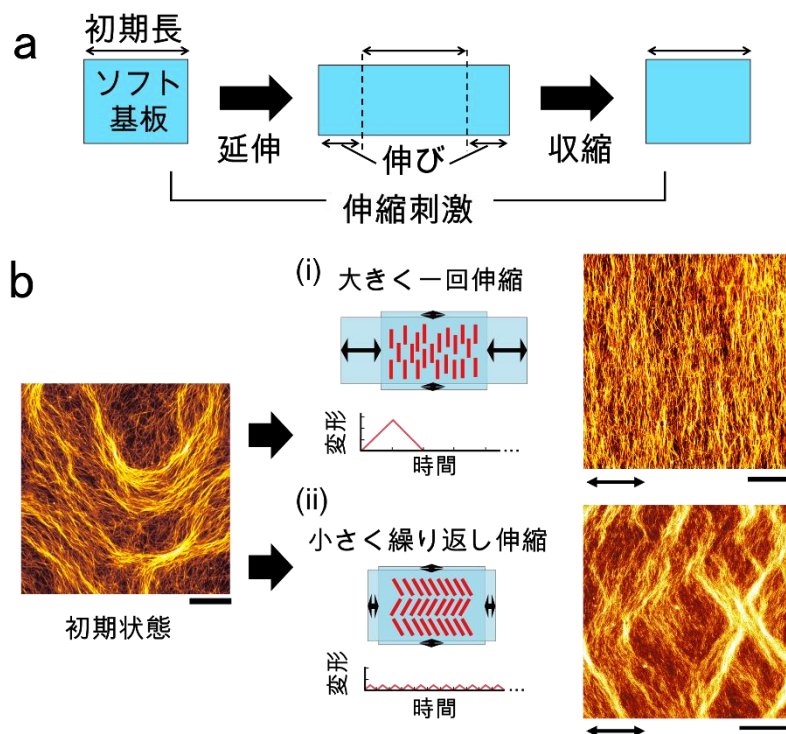 a
初期長
ソフト
基板
延伸
伸び
収縮
伸縮刺激
b
初期状態
(i)
大きく一回伸縮
変形
時間
...
(ii)
小さく繰り返し伸縮
変形
時間
...